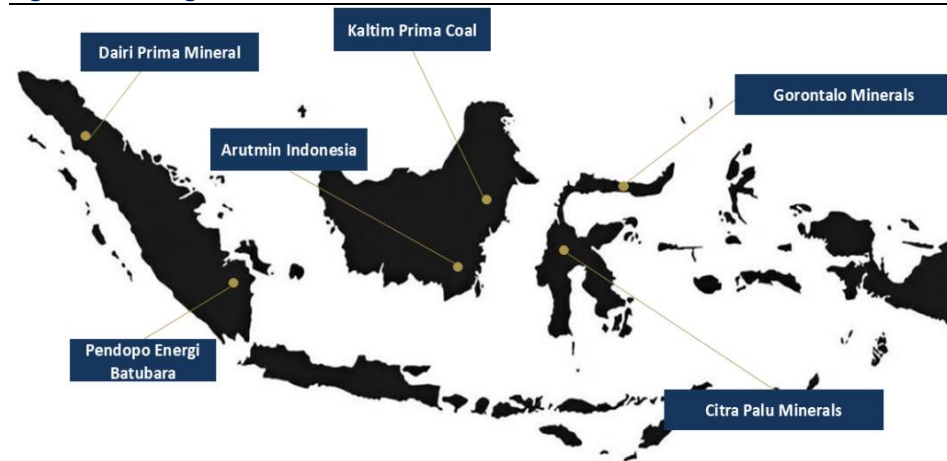 Kaltim Prima Coal
Dairi Prima Mineral
Gorontalo Minerals
Arutmin Indonesia
Pendopo Energi
Batubara
Citra Palu Minerals